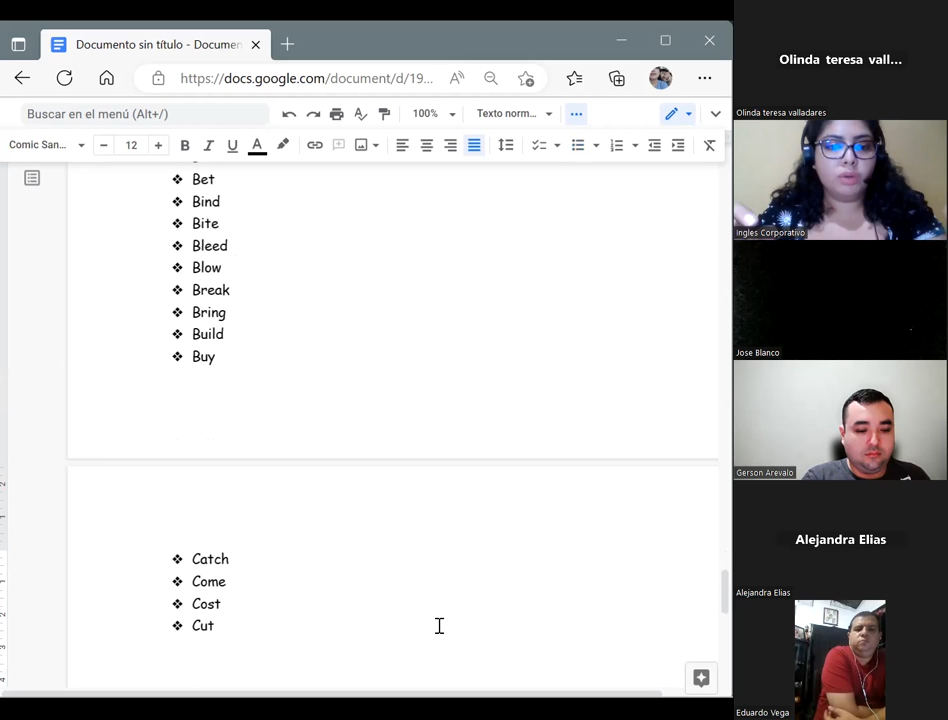 Documento sin título - Documen
https://docs.google.com/document/d/19...
Buscar en el menú (Alt+/)
100%
Texto norm...
Comic San...
12
Bet
Bind
Bite
Bleed
Blow
Break
Bring
Build
Buy
Catch
Come
Cost
Cut
Olinda teresa vall...
Olinda teresa valladares
Ingles Corporativo
Jose Blanco
Gerson Arevalo
Alejandra Elias
Alejandra Elias
Eduardo Vega